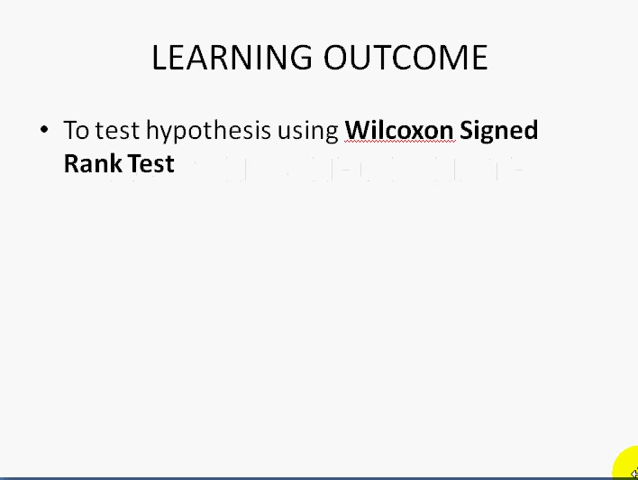 LEARNING OUTCOME
• To test hypothesis using Wilcoxon Signed
Rank Test